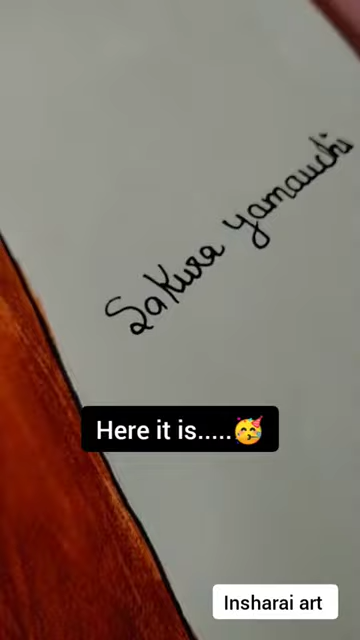 Sakura yamauchi
Here it is.....🥳
Insharai art